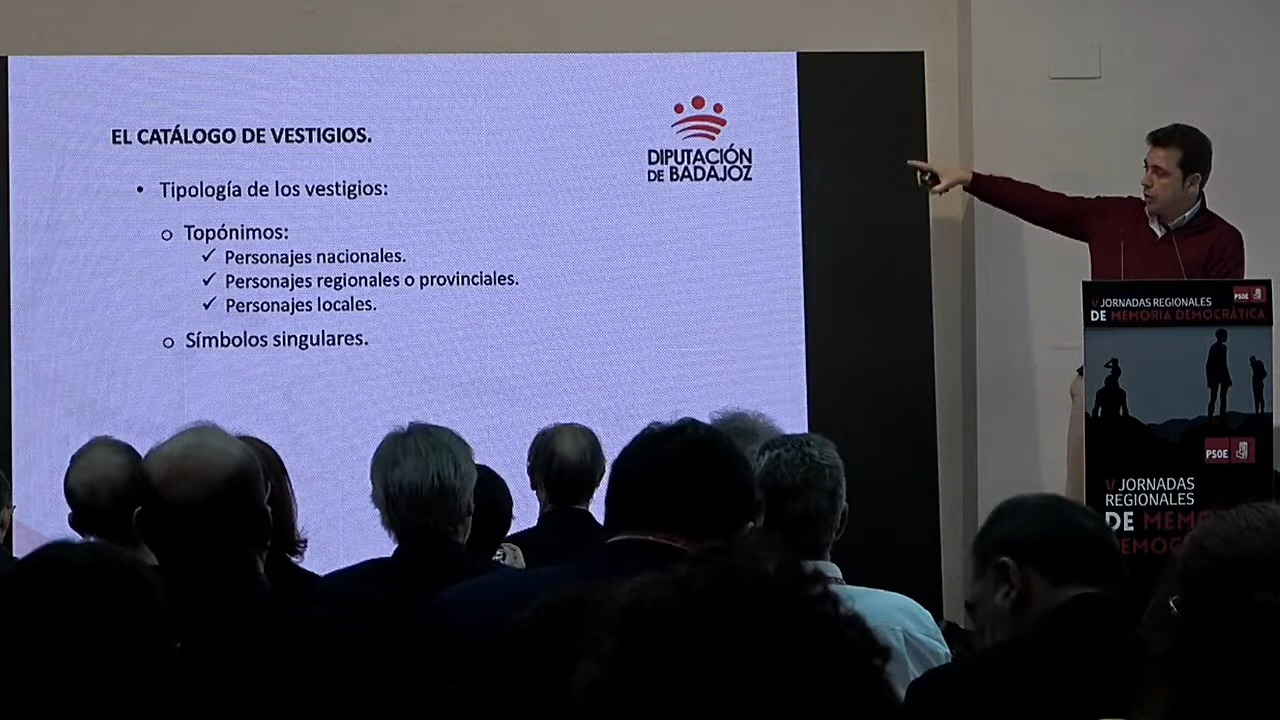 EL CATÁLOGO DE VESTIGIOS.
DIPUTACIÓN
DE BADAJOZ
• Tipología de los vestigios:
o Topónimos:
✓ Personajes nacionales.
✓ Personajes regionales o provinciales.
✓ Personajes locales.
o Símbolos singulares.
V JORNADAS REGIONALES
DE MEMORIA DEMOCRÁTICA
PSOE
PSOE
V JORNADAS
REGIONALES
DE